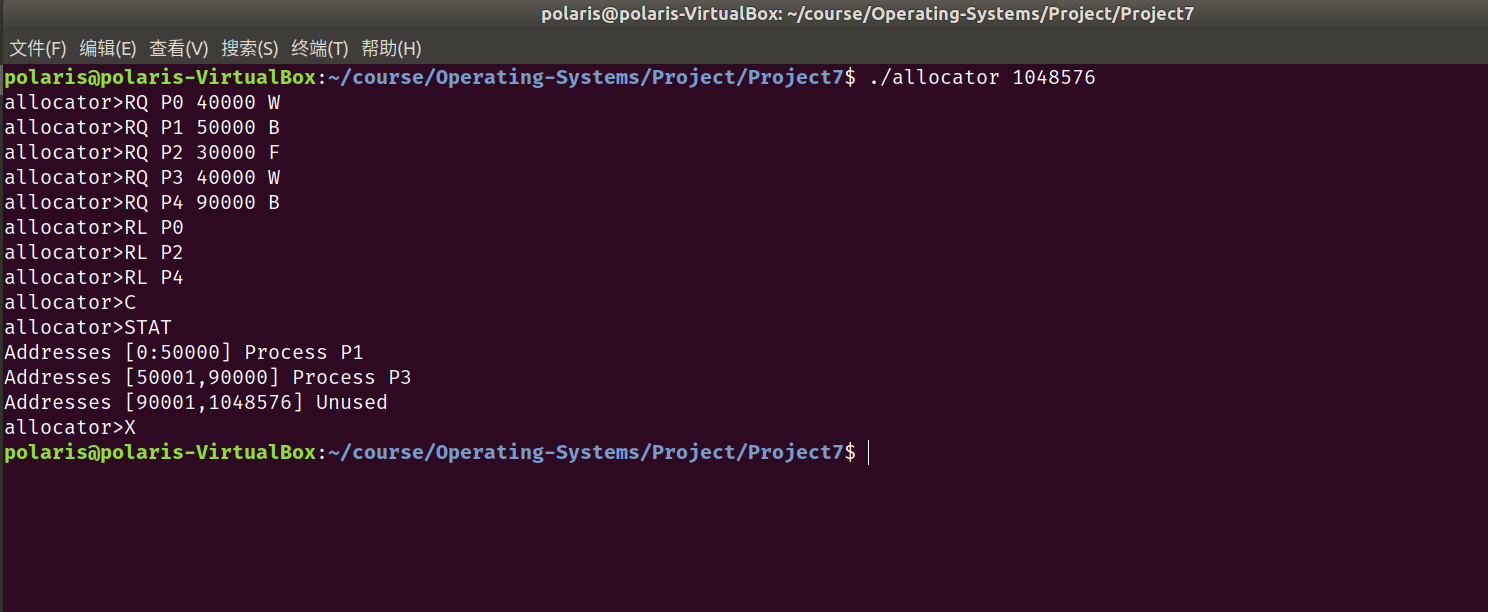 polaris@polaris-VirtualBox: ~/course/Operating-Systems/Project/Project7
文件(F) 编辑(E) 查看(V) 搜索(S) 终端(T) 帮助(H)
polaris@polaris-VirtualBox:~/course/Operating-Systems/Project/Project7$ ./allocator 1048576
allocator>RQ P0 40000 W
allocator>RQ P1 50000 B
allocator>RQ P2 30000 F
allocator>RQ P3 40000 W
allocator>RQ P4 90000 B
allocator>RL P0
allocator>RL P2
allocator>RL P4
allocator>C
allocator>STAT
Addresses [0:50000] Process P1
Addresses [50001,90000] Process P3
Addresses [90001,1048576] Unused
allocator>X
polaris@polaris-VirtualBox:~/course/Operating-Systems/Project/Project7$